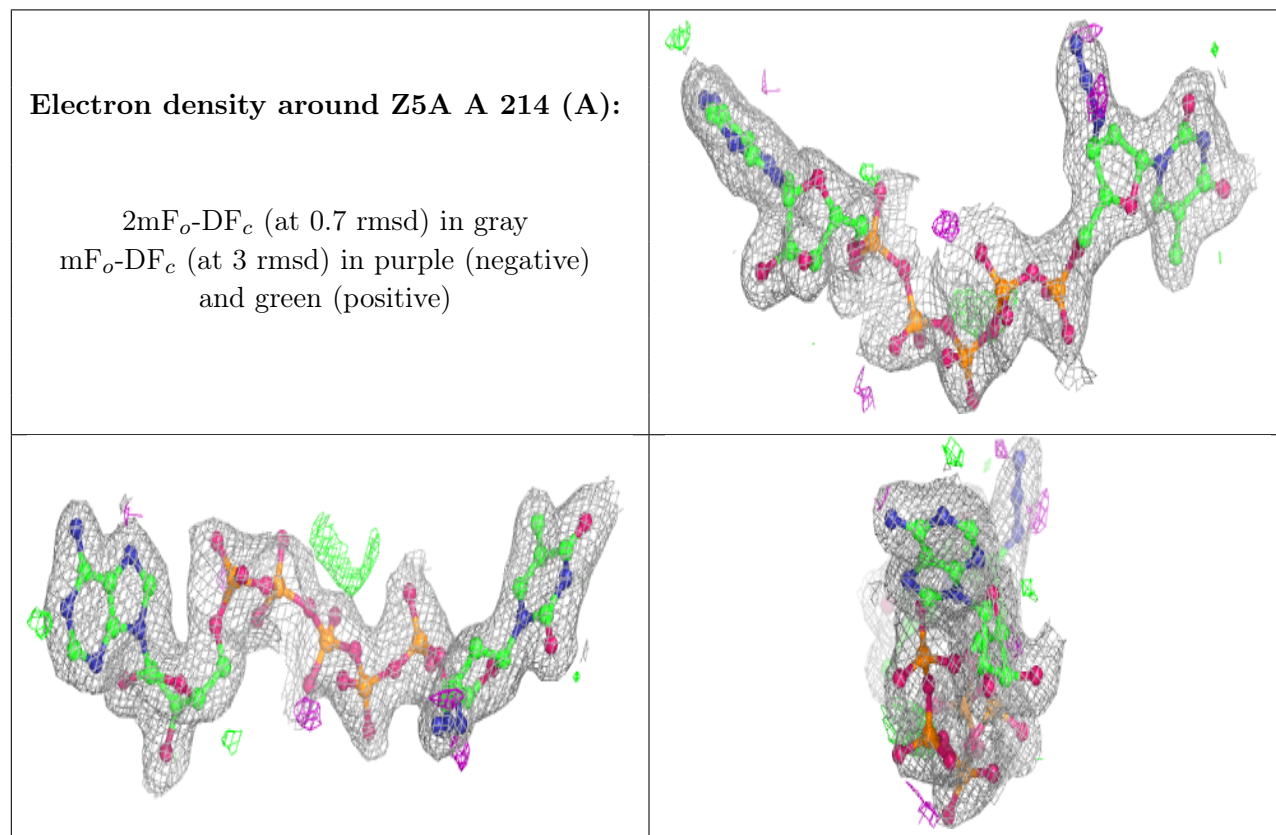 Electron density around Z5A A 214 (A):
2mFo-DFc (at 0.7 rmsd) in gray
mFo-DFc (at 3 rmsd) in purple (negative)
and green (positive)